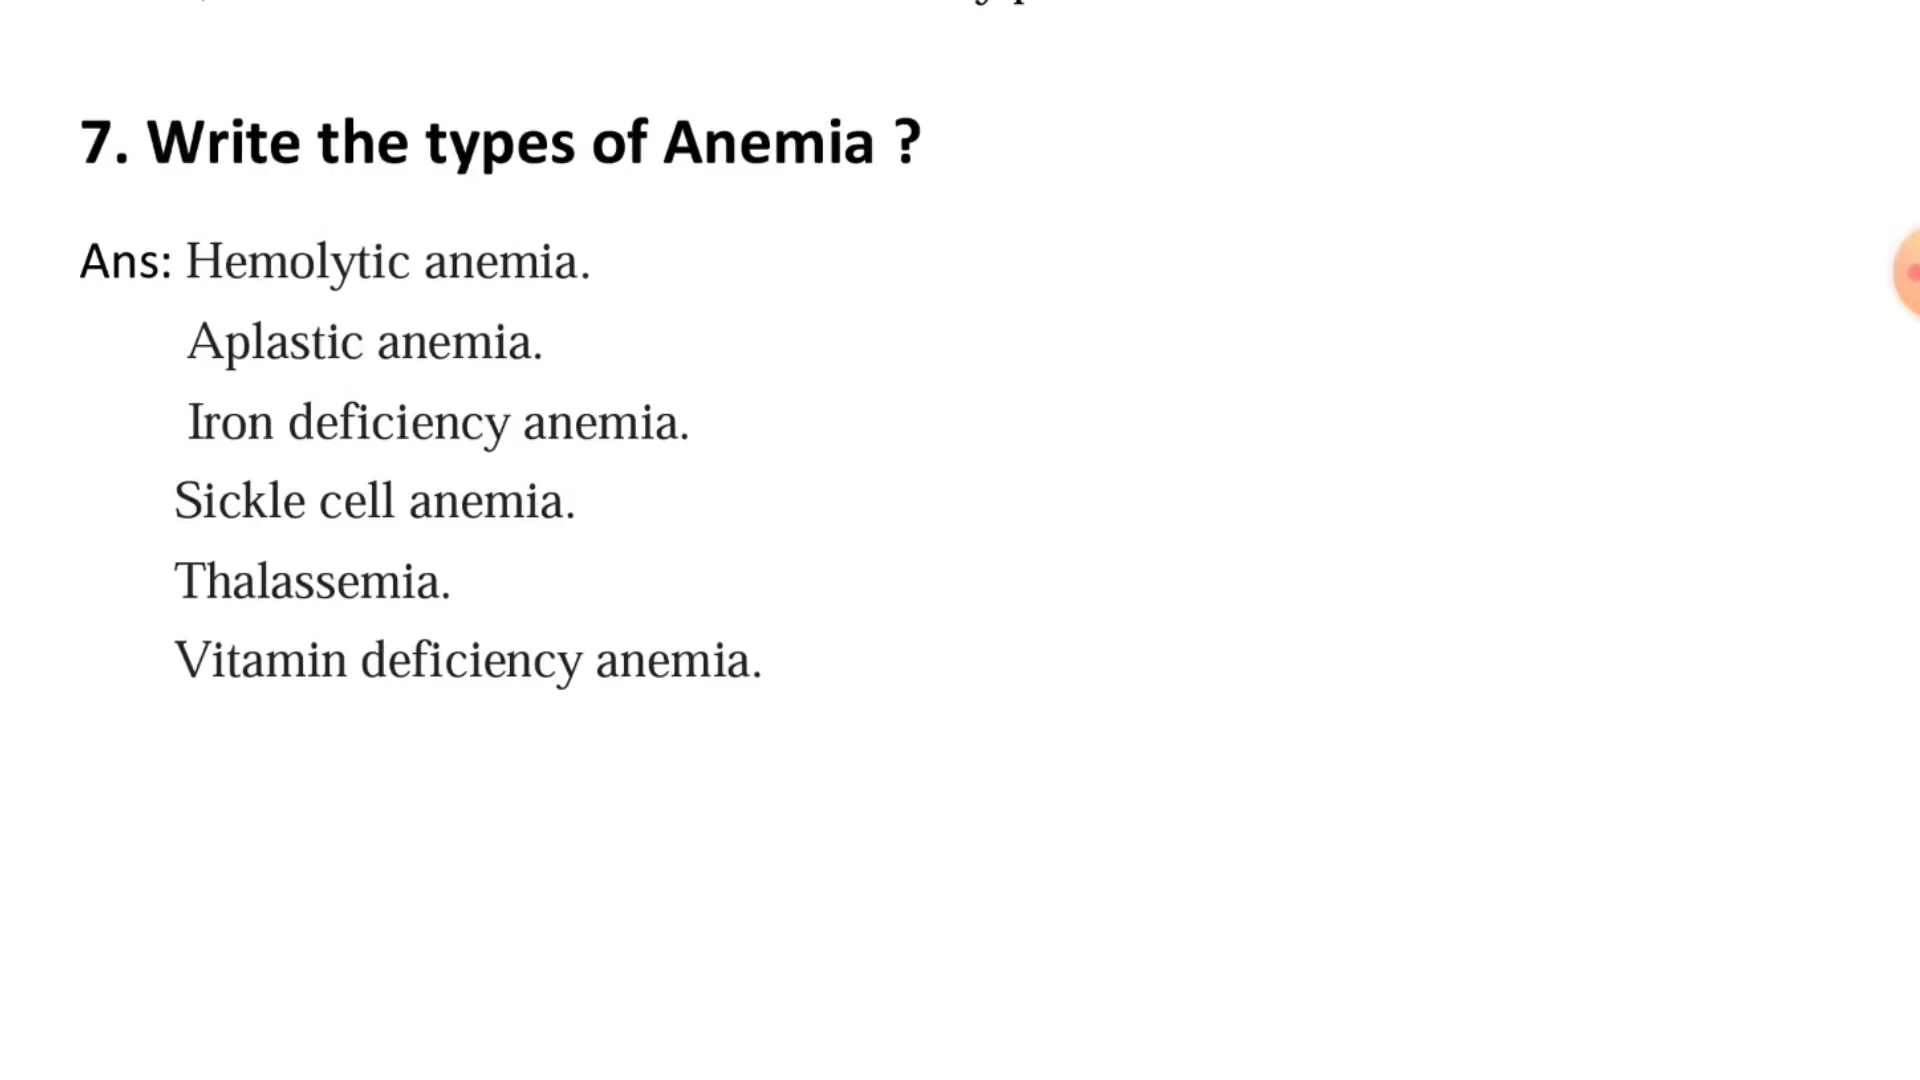 7. Write the types of Anemia ?
Ans: Hemolytic anemia.
Aplastic anemia.
Iron deficiency anemia.
Sickle cell anemia.
Thalassemia.
Vitamin deficiency anemia.